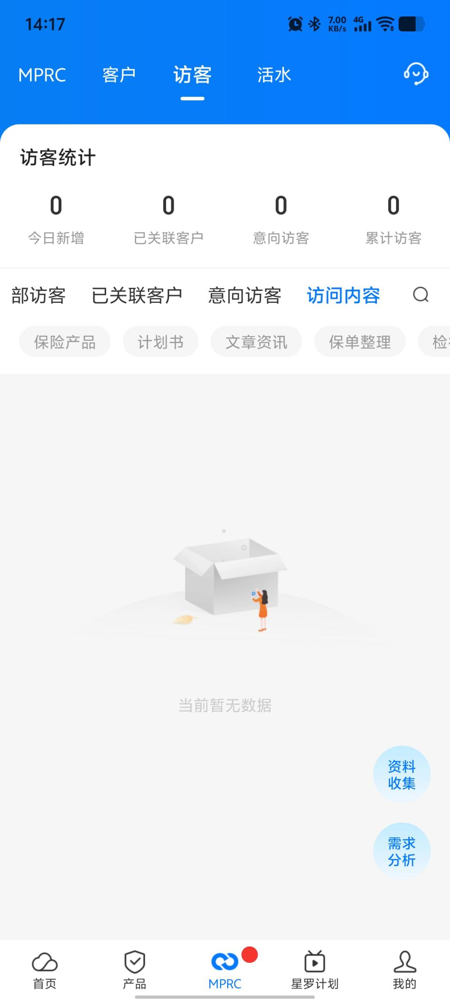 14:17
7.00
KB/s
4G
MPRC
客户
访客
活水
访客统计
0
0
0
0
今日新增
已关联客户
意向访客
累计访客
部访客
已关联客户
意向访客
访问内容
保险产品
计划书
文章资讯
保单整理
当前暂无数据
资料
收集
需求
分析
首页
产品
MPRC
星罗计划
我的